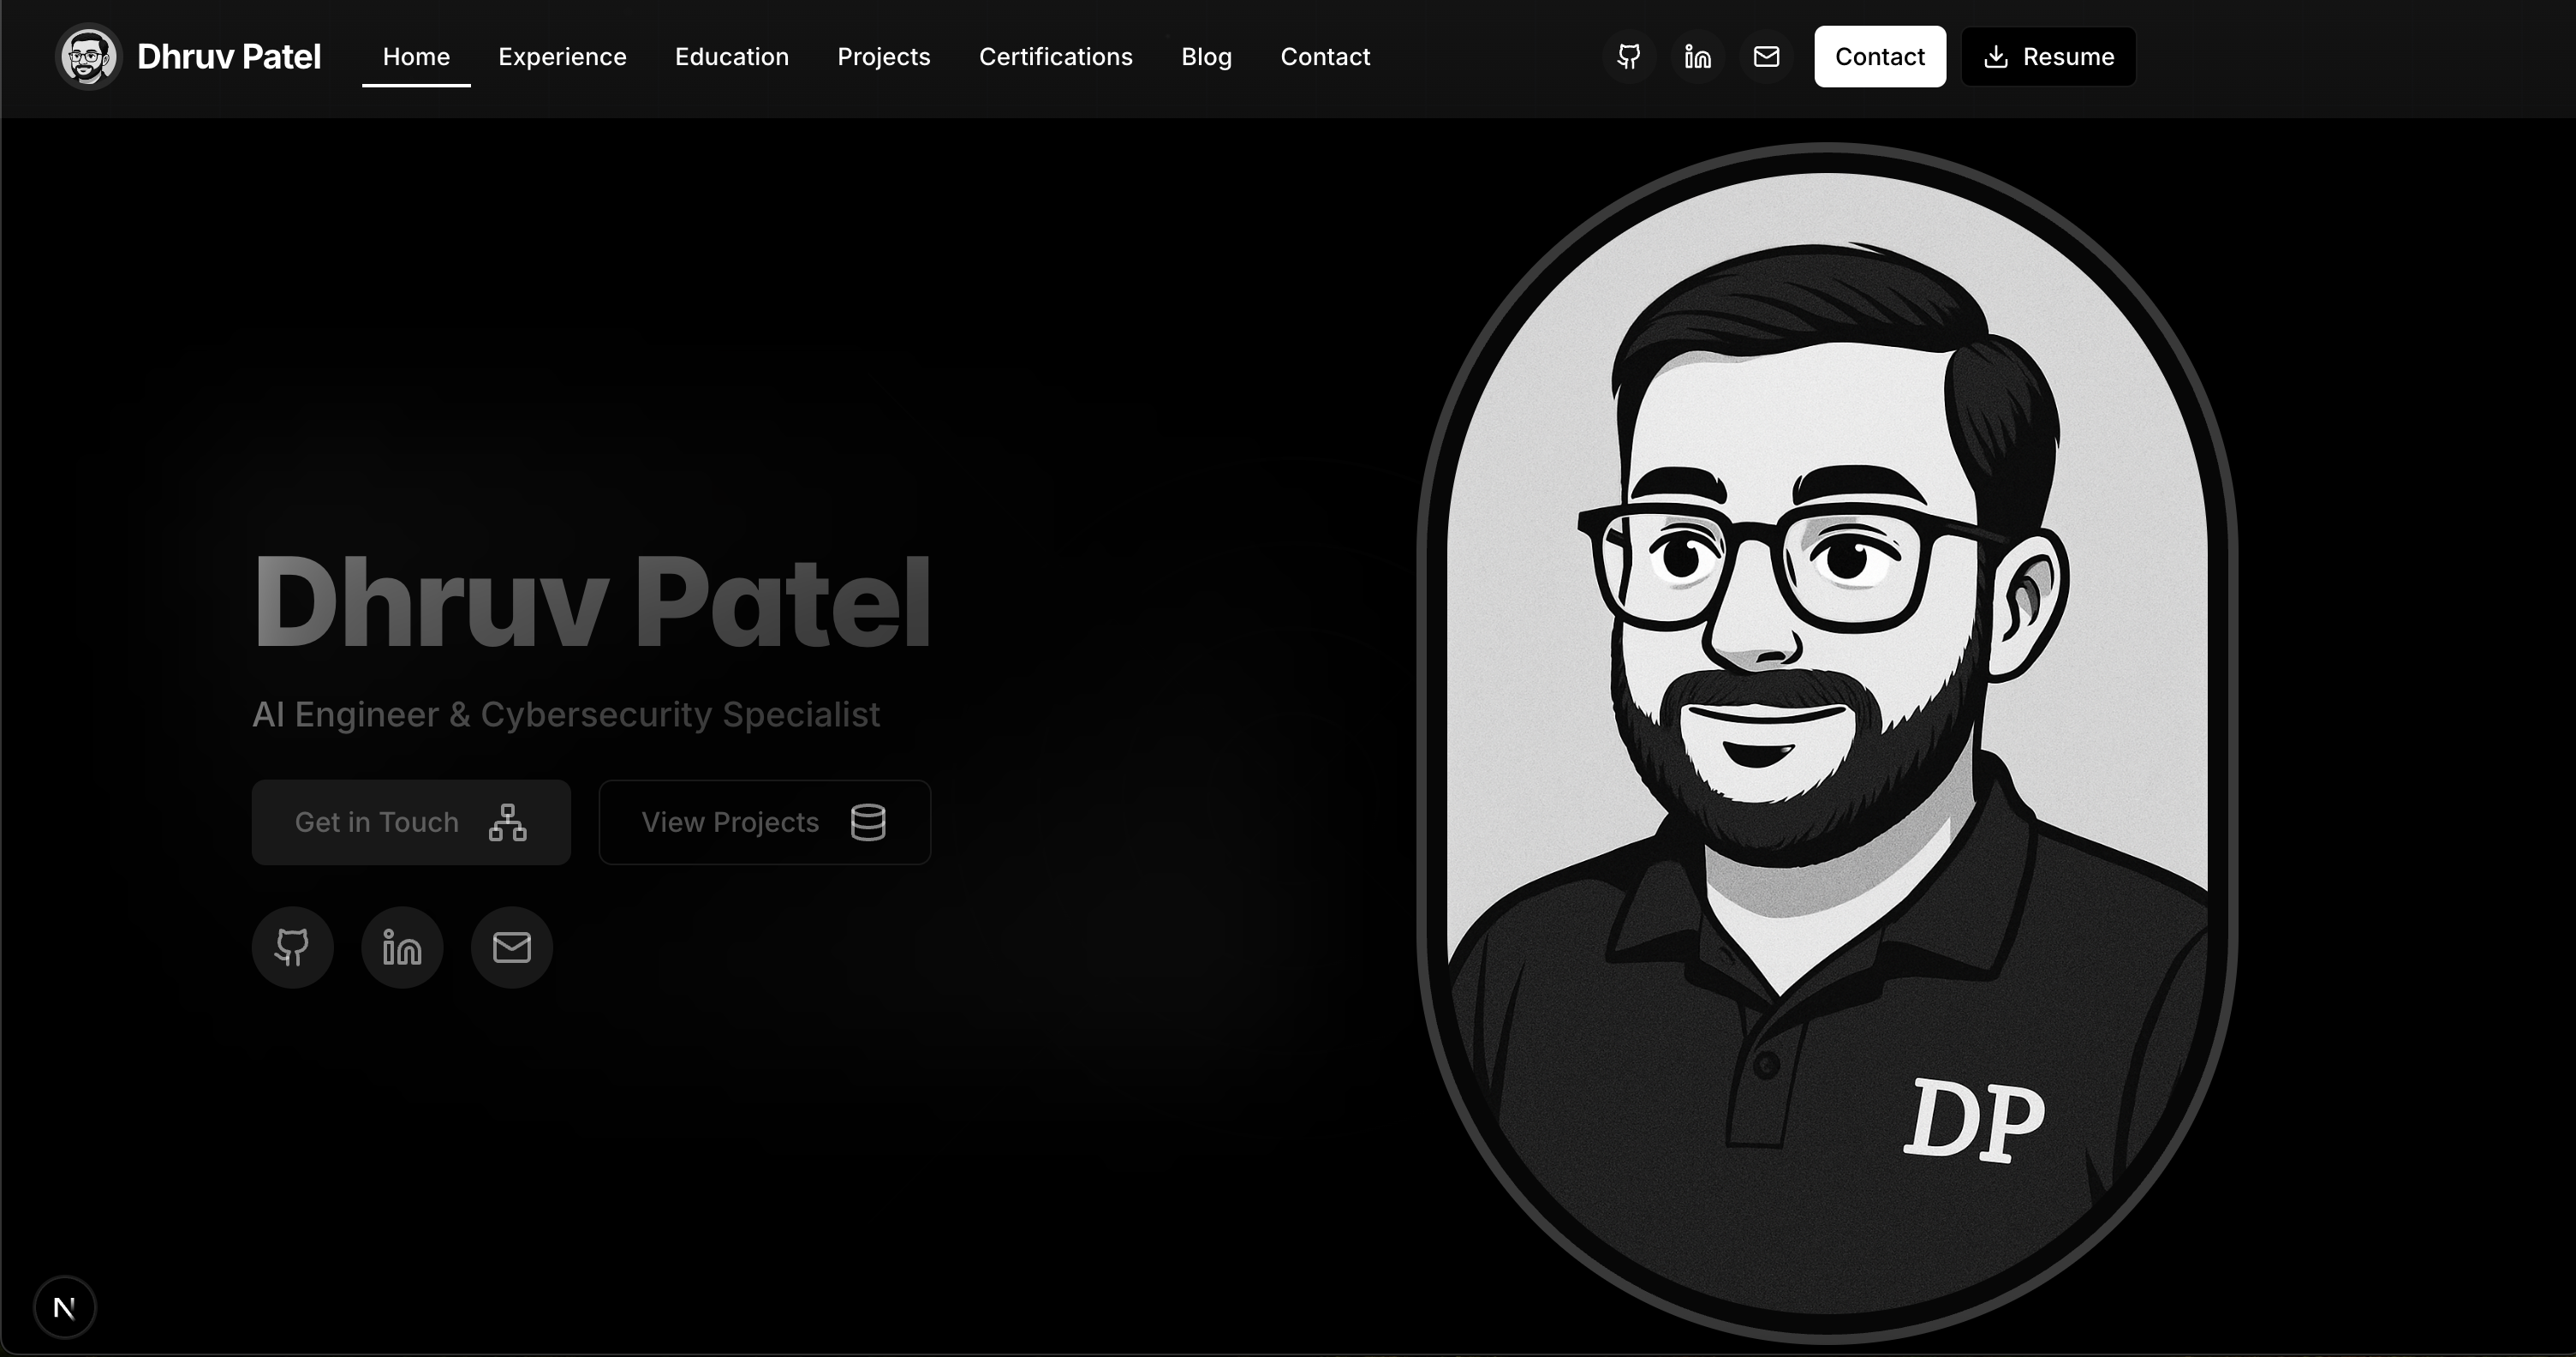 Dhruv Patel Home Experience Education Projects Certifications Blog Contact Contact Resume
Dhruv Patel
AI Engineer & Cybersecurity Specialist
Get in Touch View Projects
DP
N